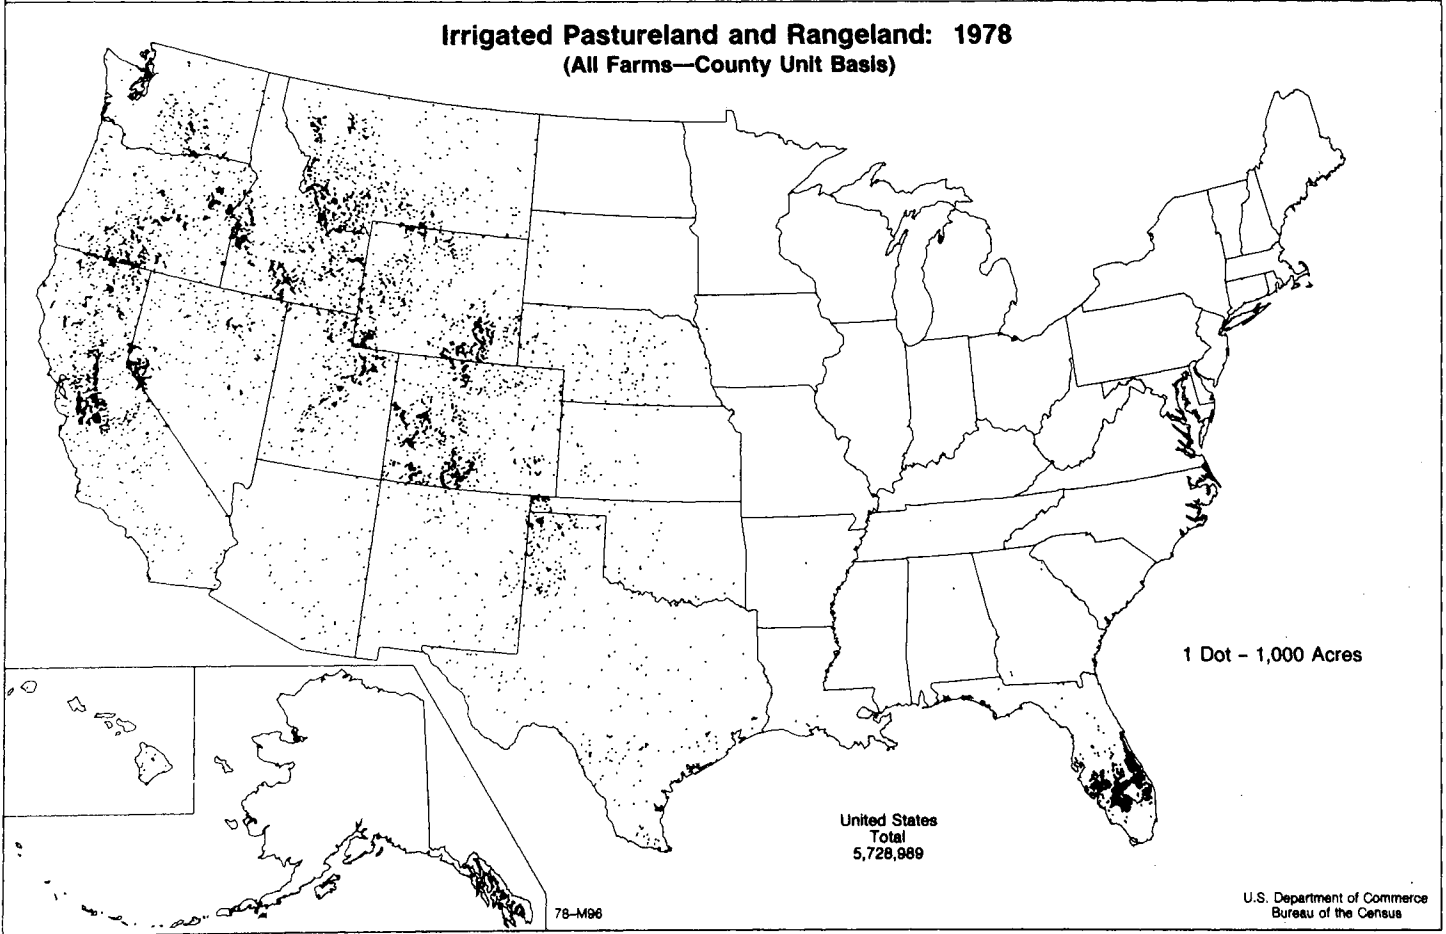 Irrigated Pastureland and Rangeland: 1978
(All Farms—County Unit Basis)
1 Dot – 1,000 Acres
United States
Total
5,728,989
78–M96
U.S. Department of Commerce
Bureau of the Census